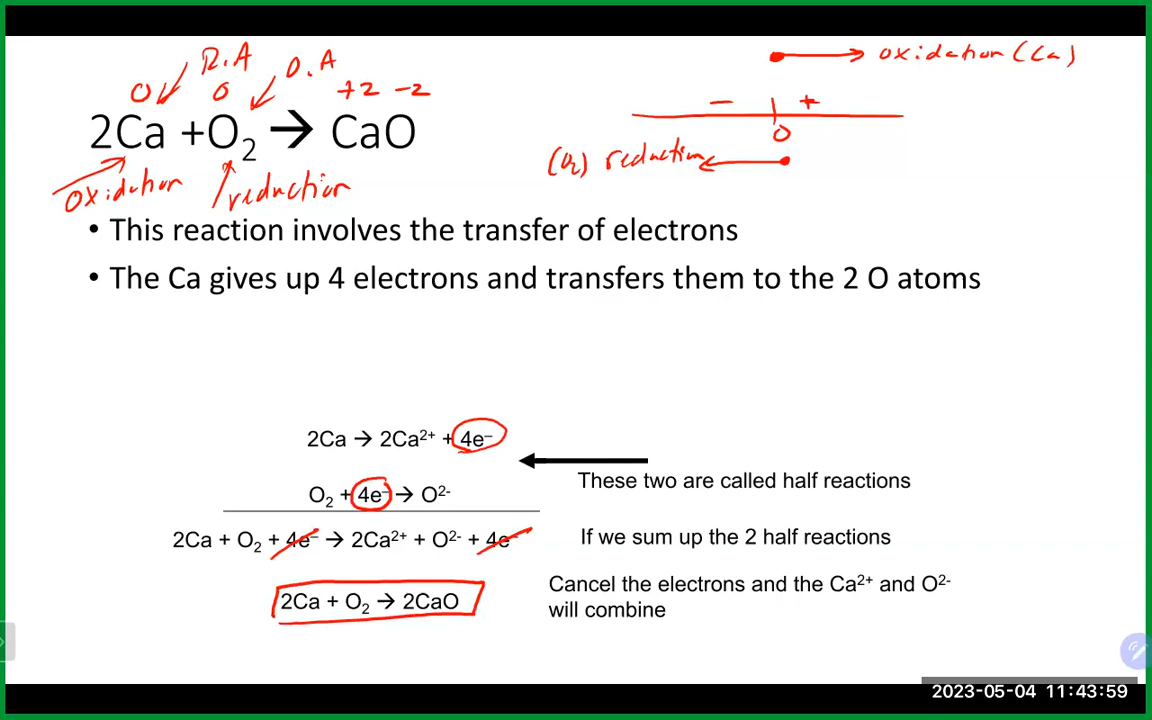 R.A
O.A
0
0
+2 -2
2Ca +O₂ → CaO
oxidation
reduction
oxidation (Ca)
- +
0
(O₂) reduction
• This reaction involves the transfer of electrons
• The Ca gives up 4 electrons and transfers them to the 2 O atoms
2Ca → 2Ca²⁺ + 4e⁻
These two are called half reactions
O₂ + 4e⁻ → O²⁻
2Ca + O₂ + 4e⁻ → 2Ca²⁺ + O²⁻ + 4e⁻
If we sum up the 2 half reactions
2Ca + O₂ → 2CaO
Cancel the electrons and the Ca²⁺ and O²⁻
will combine
2023-05-04 11:43:59